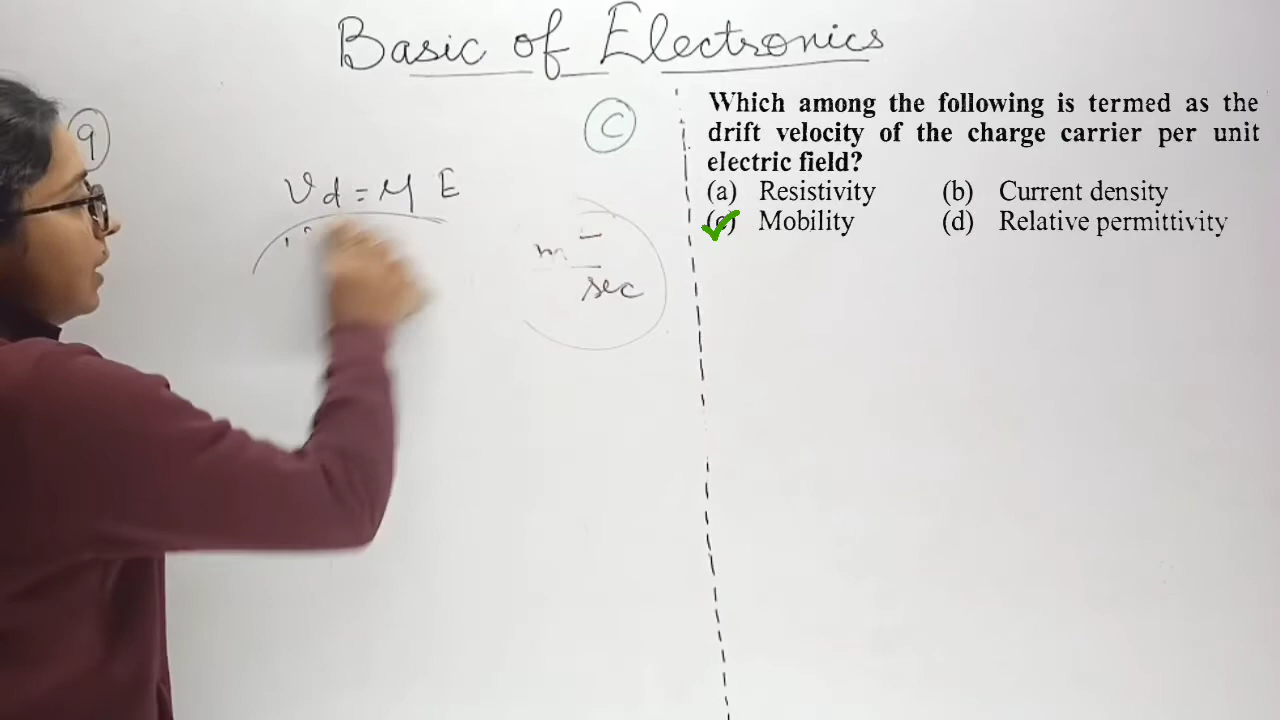 Basic of Electronics
9
C
Vd = μ E
m
sec
Which among the following is termed as the
drift velocity of the charge carrier per unit
electric field?
(a) Resistivity (b) Current density
(c) Mobility (d) Relative permittivity